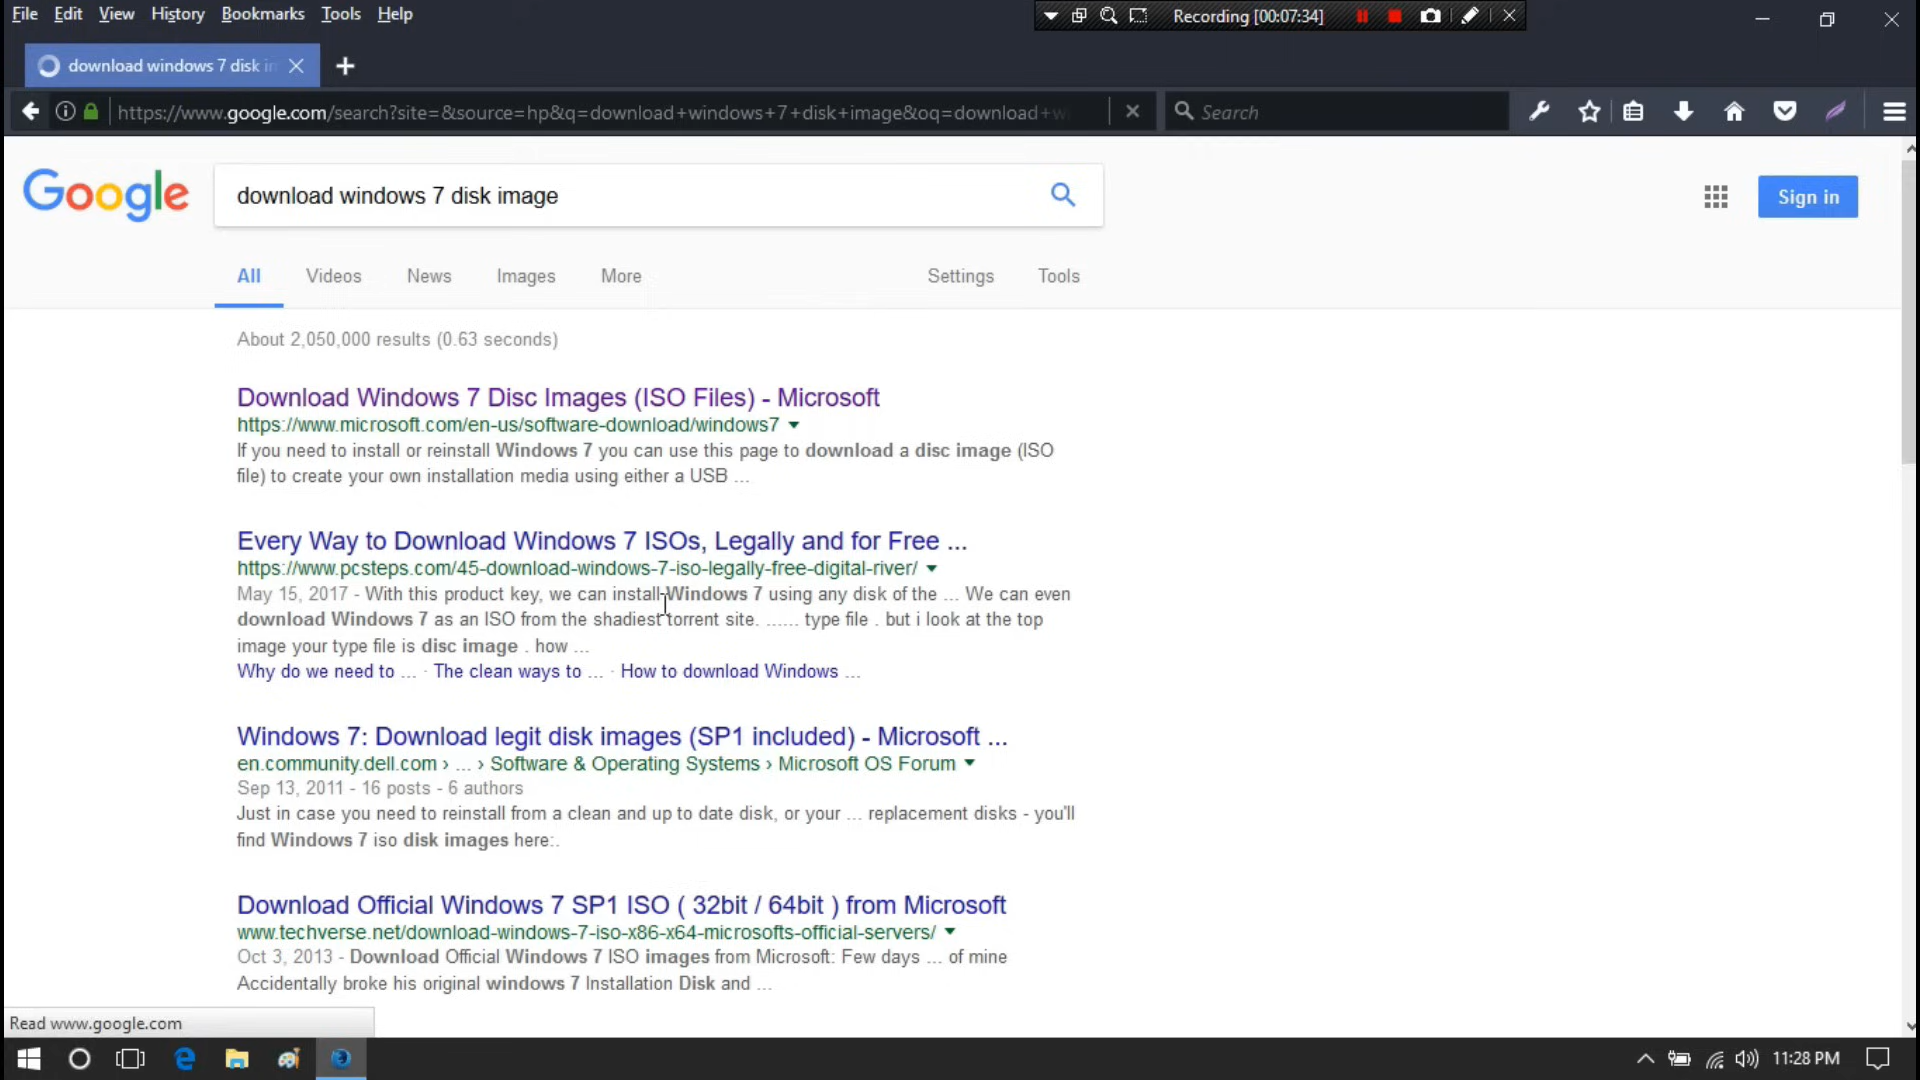 File Edit View History Bookmarks Tools Help
Recording [00:07:34]
download windows 7 disk in
https://www.google.com/search?site=&source=hp&q=download+windows+7+disk+image&oq=download+w
Search
Google
download windows 7 disk image
Sign in
All Videos News Images More Settings Tools
About 2,050,000 results (0.63 seconds)
Download Windows 7 Disc Images (ISO Files) - Microsoft
https://www.microsoft.com/en-us/software-download/windows7
If you need to install or reinstall Windows 7 you can use this page to download a disc image (ISO
file) to create your own installation media using either a USB ...
Every Way to Download Windows 7 ISOs, Legally and for Free ...
https://www.pcsteps.com/45-download-windows-7-iso-legally-free-digital-river/
May 15, 2017 - With this product key, we can install Windows 7 using any disk of the ... We can even
download Windows 7 as an ISO from the shadiest torrent site. ...... type file . but i look at the top
image your type file is disc image . how ...
Why do we need to ... · The clean ways to ... · How to download Windows ...
Windows 7: Download legit disk images (SP1 included) - Microsoft ...
en.community.dell.com › ... › Software & Operating Systems › Microsoft OS Forum
Sep 13, 2011 - 16 posts - 6 authors
Just in case you need to reinstall from a clean and up to date disk, or your ... replacement disks - you'll
find Windows 7 iso disk images here:.
Download Official Windows 7 SP1 ISO ( 32bit / 64bit ) from Microsoft
www.techverse.net/download-windows-7-iso-x86-x64-microsofts-official-servers/
Oct 3, 2013 - Download Official Windows 7 ISO images from Microsoft: Few days ... of mine
Accidentally broke his original windows 7 Installation Disk and ...
Read www.google.com
11:28 PM